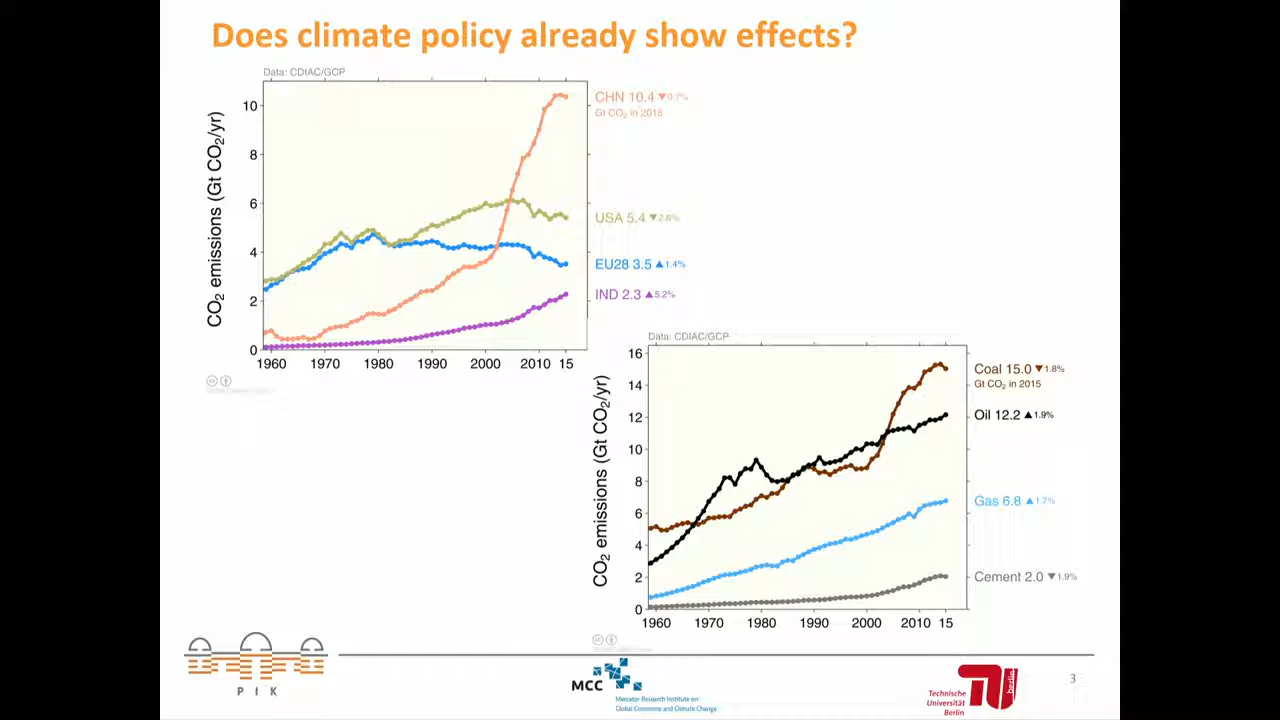 Does climate policy already show effects?
Data: CDIAC/GCP
CO2 emissions (Gt CO2/yr)
10
8
6
4
2
0
1960 1970 1980 1990 2000 2010 15
CHN 10.4 ▼0.7%
Gt CO2 in 2015
USA 5.4 ▼2.6%
EU28 3.5 ▲1.4%
IND 2.3 ▲5.2%
Data: CDIAC/GCP
CO2 emissions (Gt CO2/yr)
16
14
12
10
8
6
4
2
0
1960 1970 1980 1990 2000 2010 15
Coal 15.0 ▼1.8%
Gt CO2 in 2015
Oil 12.2 ▲1.9%
Gas 6.8 ▲1.7%
Cement 2.0 ▼1.9%
PIK
MCC
Mercator Research Institute on
Global Commons and Climate Change
Technische
Universität
Berlin
berlin
3